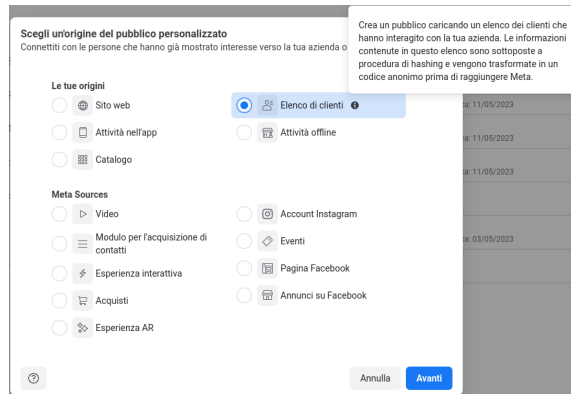 Scegli un'origine del pubblico personalizzato
Connettiti con le persone che hanno già mostrato interesse verso la tua azienda o
Crea un pubblico caricando un elenco dei clienti che
hanno interagito con la tua azienda. Le informazioni
contenute in questo elenco sono sottoposte a
procedura di hashing e vengono trasformate in un
codice anonimo prima di raggiungere Meta.
Le tue origini
Sito web
Elenco di clienti
Attività nell'app
Attività offline
Catalogo
Meta Sources
Video
Account Instagram
Modulo per l'acquisizione di
contatti
Eventi
Esperienza interattiva
Pagina Facebook
Acquisti
Annunci su Facebook
Esperienza AR
ca: 11/05/2023
ca: 11/05/2023
ca: 11/05/2023
ca: 03/05/2023
Annulla
Avanti